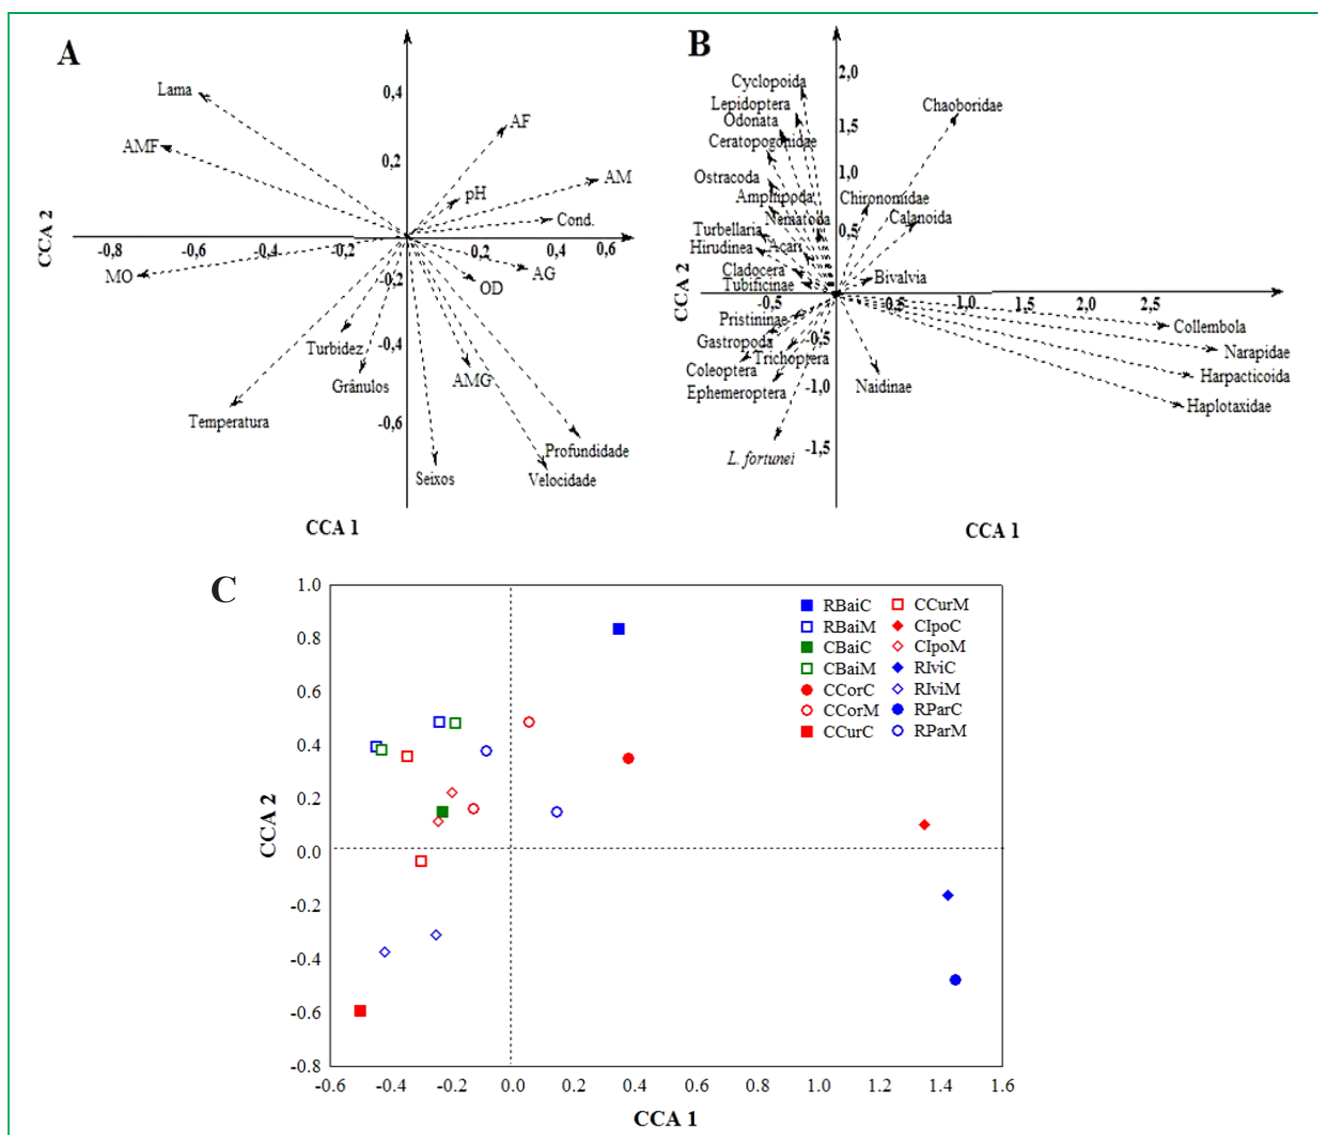 A
0,4
0,2
-0,8
-0,6
-0,4
-0,2
0,2
0,4
0,6
-0,2
-0,4
-0,6
Lama
AMF
AF
AM
pH
Cond.
MO
AG
OD
Turbidez
Grânulos
AMG
Temperatura
Profundidade
Seixos
Velocidade
CCA 2
CCA 1
B
2,0
1,5
1,0
0,5
-0,5
0,5
1,0
1,5
2,0
2,5
-0,5
-1,0
-1,5
Cyclopoida
Lepidoptera
Odonata
Ceratopogonidae
Ostracoda
Amphipoda
Nematoda
Turbellaria
Hirudinea
Acari
Cladocera
Tubificinae
Chaoboridae
Chironomidae
Calanoida
Bivalvia
Pristininae
Gastropoda
Trichoptera
Coleoptera
Ephemeroptera
Naidinae
L. fortunei
Collembola
Narapidae
Harpacticoida
Haplotaxidae
CCA 2
CCA 1
C
1.0
0.8
0.6
0.4
0.2
0.0
-0.2
-0.4
-0.6
-0.8
-0.6
-0.4
-0.2
0.0
0.2
0.4
0.6
0.8
1.0
1.2
1.4
1.6
RBaiC
RBaiM
CBaiC
CBaiM
CCorC
CCorM
CCurC
CCurM
CIpoC
CIpoM
RIviC
RIviM
RParC
RParM
CCA 2
CCA 1